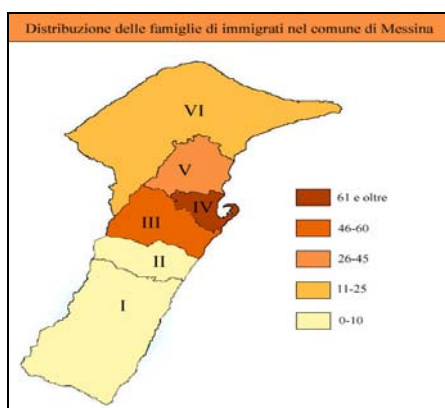 Distribuzione delle famiglie di immigrati nel comune di Messina
VI
V
IV
III
II
I
61 e oltre
46-60
26-45
11-25
0-10